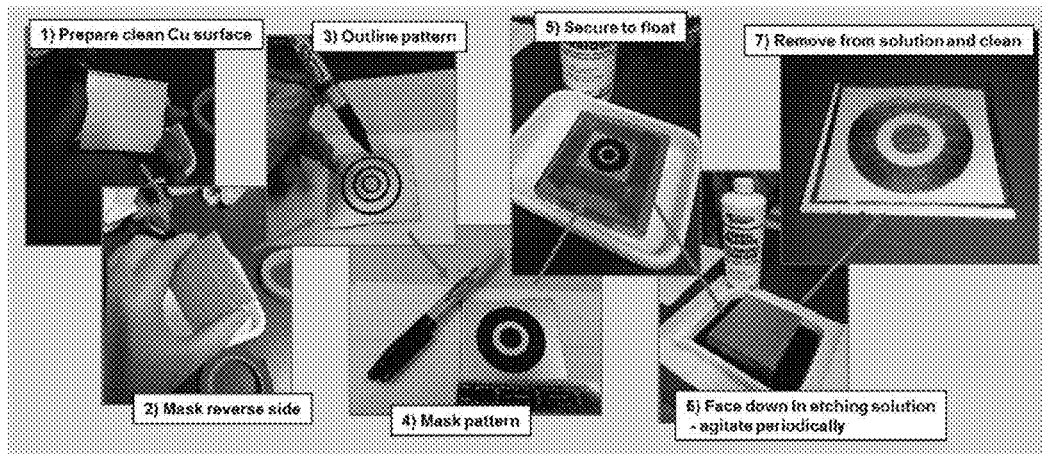 1) Prepare clean Cu surface
2) Mask reverse side
3) Outline pattern
4) Mask pattern
5) Secure to float
6) Face down in etching solution
- agitate periodically
7) Remove from solution and clean